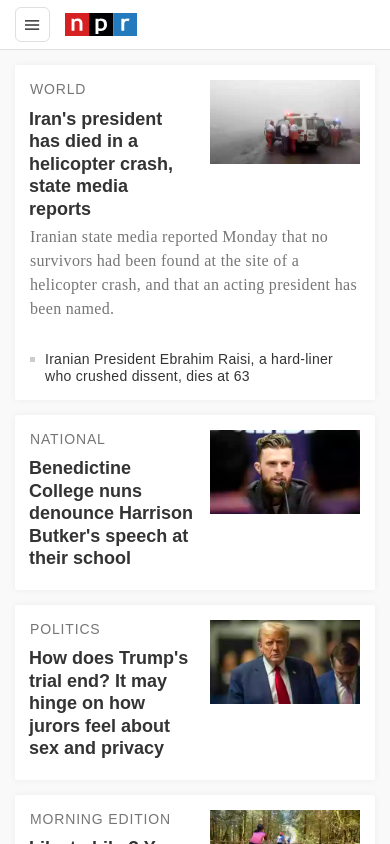 npr
WORLD
Iran's president
has died in a
helicopter crash,
state media
reports
Iranian state media reported Monday that no
survivors had been found at the site of a
helicopter crash, and that an acting president has
been named.
Iranian President Ebrahim Raisi, a hard-liner
who crushed dissent, dies at 63
NATIONAL
Benedictine
College nuns
denounce Harrison
Butker's speech at
their school
POLITICS
How does Trump's
trial end? It may
hinge on how
jurors feel about
sex and privacy
MORNING EDITION